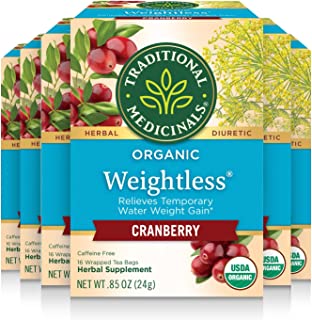 TRADITIONAL
MEDICINALS®
HERBAL
DIURETIC
ORGANIC
Weightless®
Relieves Temporary
Water Weight Gain*
CRANBERRY
Caffeine Free
16 Wrapped Tea Bags
Herbal Supplement
NET WT .85 OZ (24g)
USDA
ORGANIC